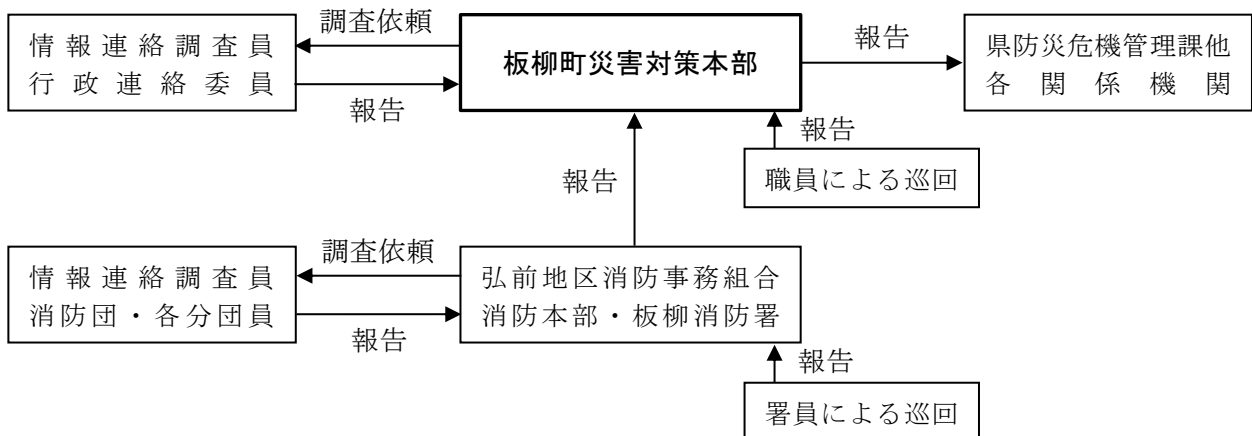 調査依頼
情報連絡調査員
行政連絡委員
報告
板柳町災害対策本部
報告
県防災危機管理課他
各関係機関
報告
職員による巡回
報告
調査依頼
情報連絡調査員
消防団・各分団員
報告
弘前地区消防事務組合
消防本部・板柳消防署
報告
署員による巡回